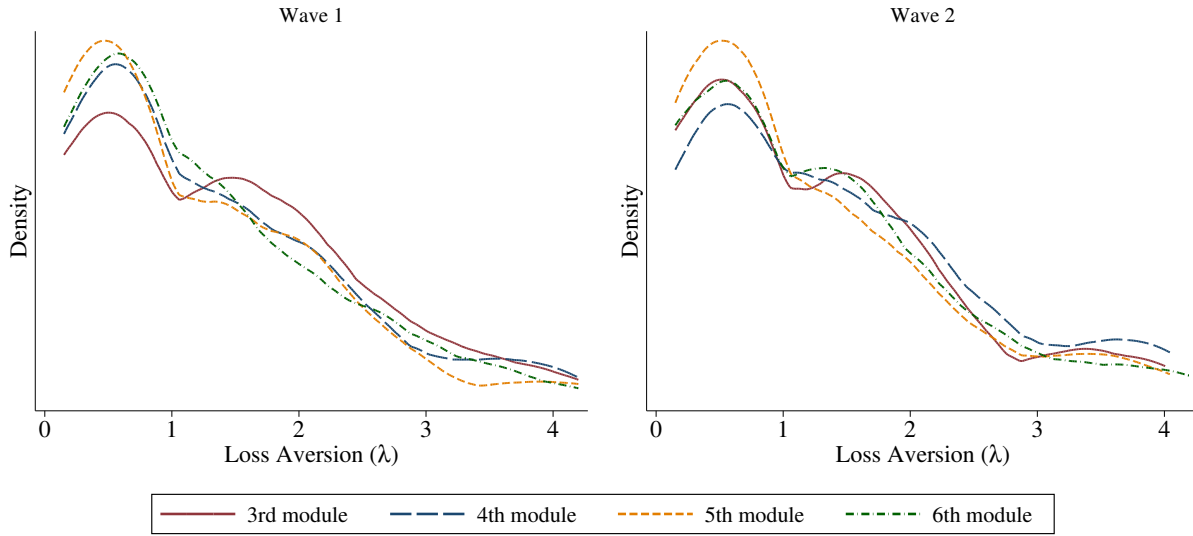 Wave 1
Wave 2
Density
Density
0 1 2 3 4
0 1 2 3 4
Loss Aversion (λ)
Loss Aversion (λ)
3rd module 4th module 5th module 6th module